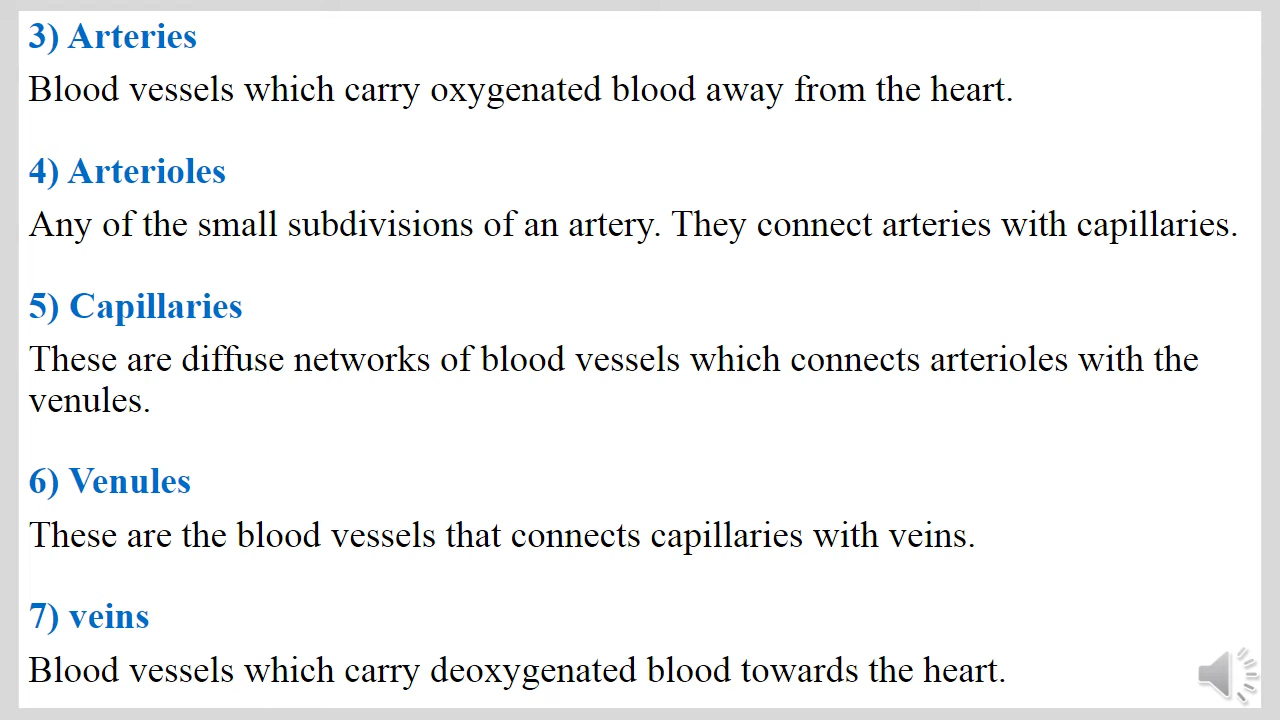 3) Arteries
Blood vessels which carry oxygenated blood away from the heart.
4) Arterioles
Any of the small subdivisions of an artery. They connect arteries with capillaries.
5) Capillaries
These are diffuse networks of blood vessels which connects arterioles with the
venules.
6) Venules
These are the blood vessels that connects capillaries with veins.
7) veins
Blood vessels which carry deoxygenated blood towards the heart.